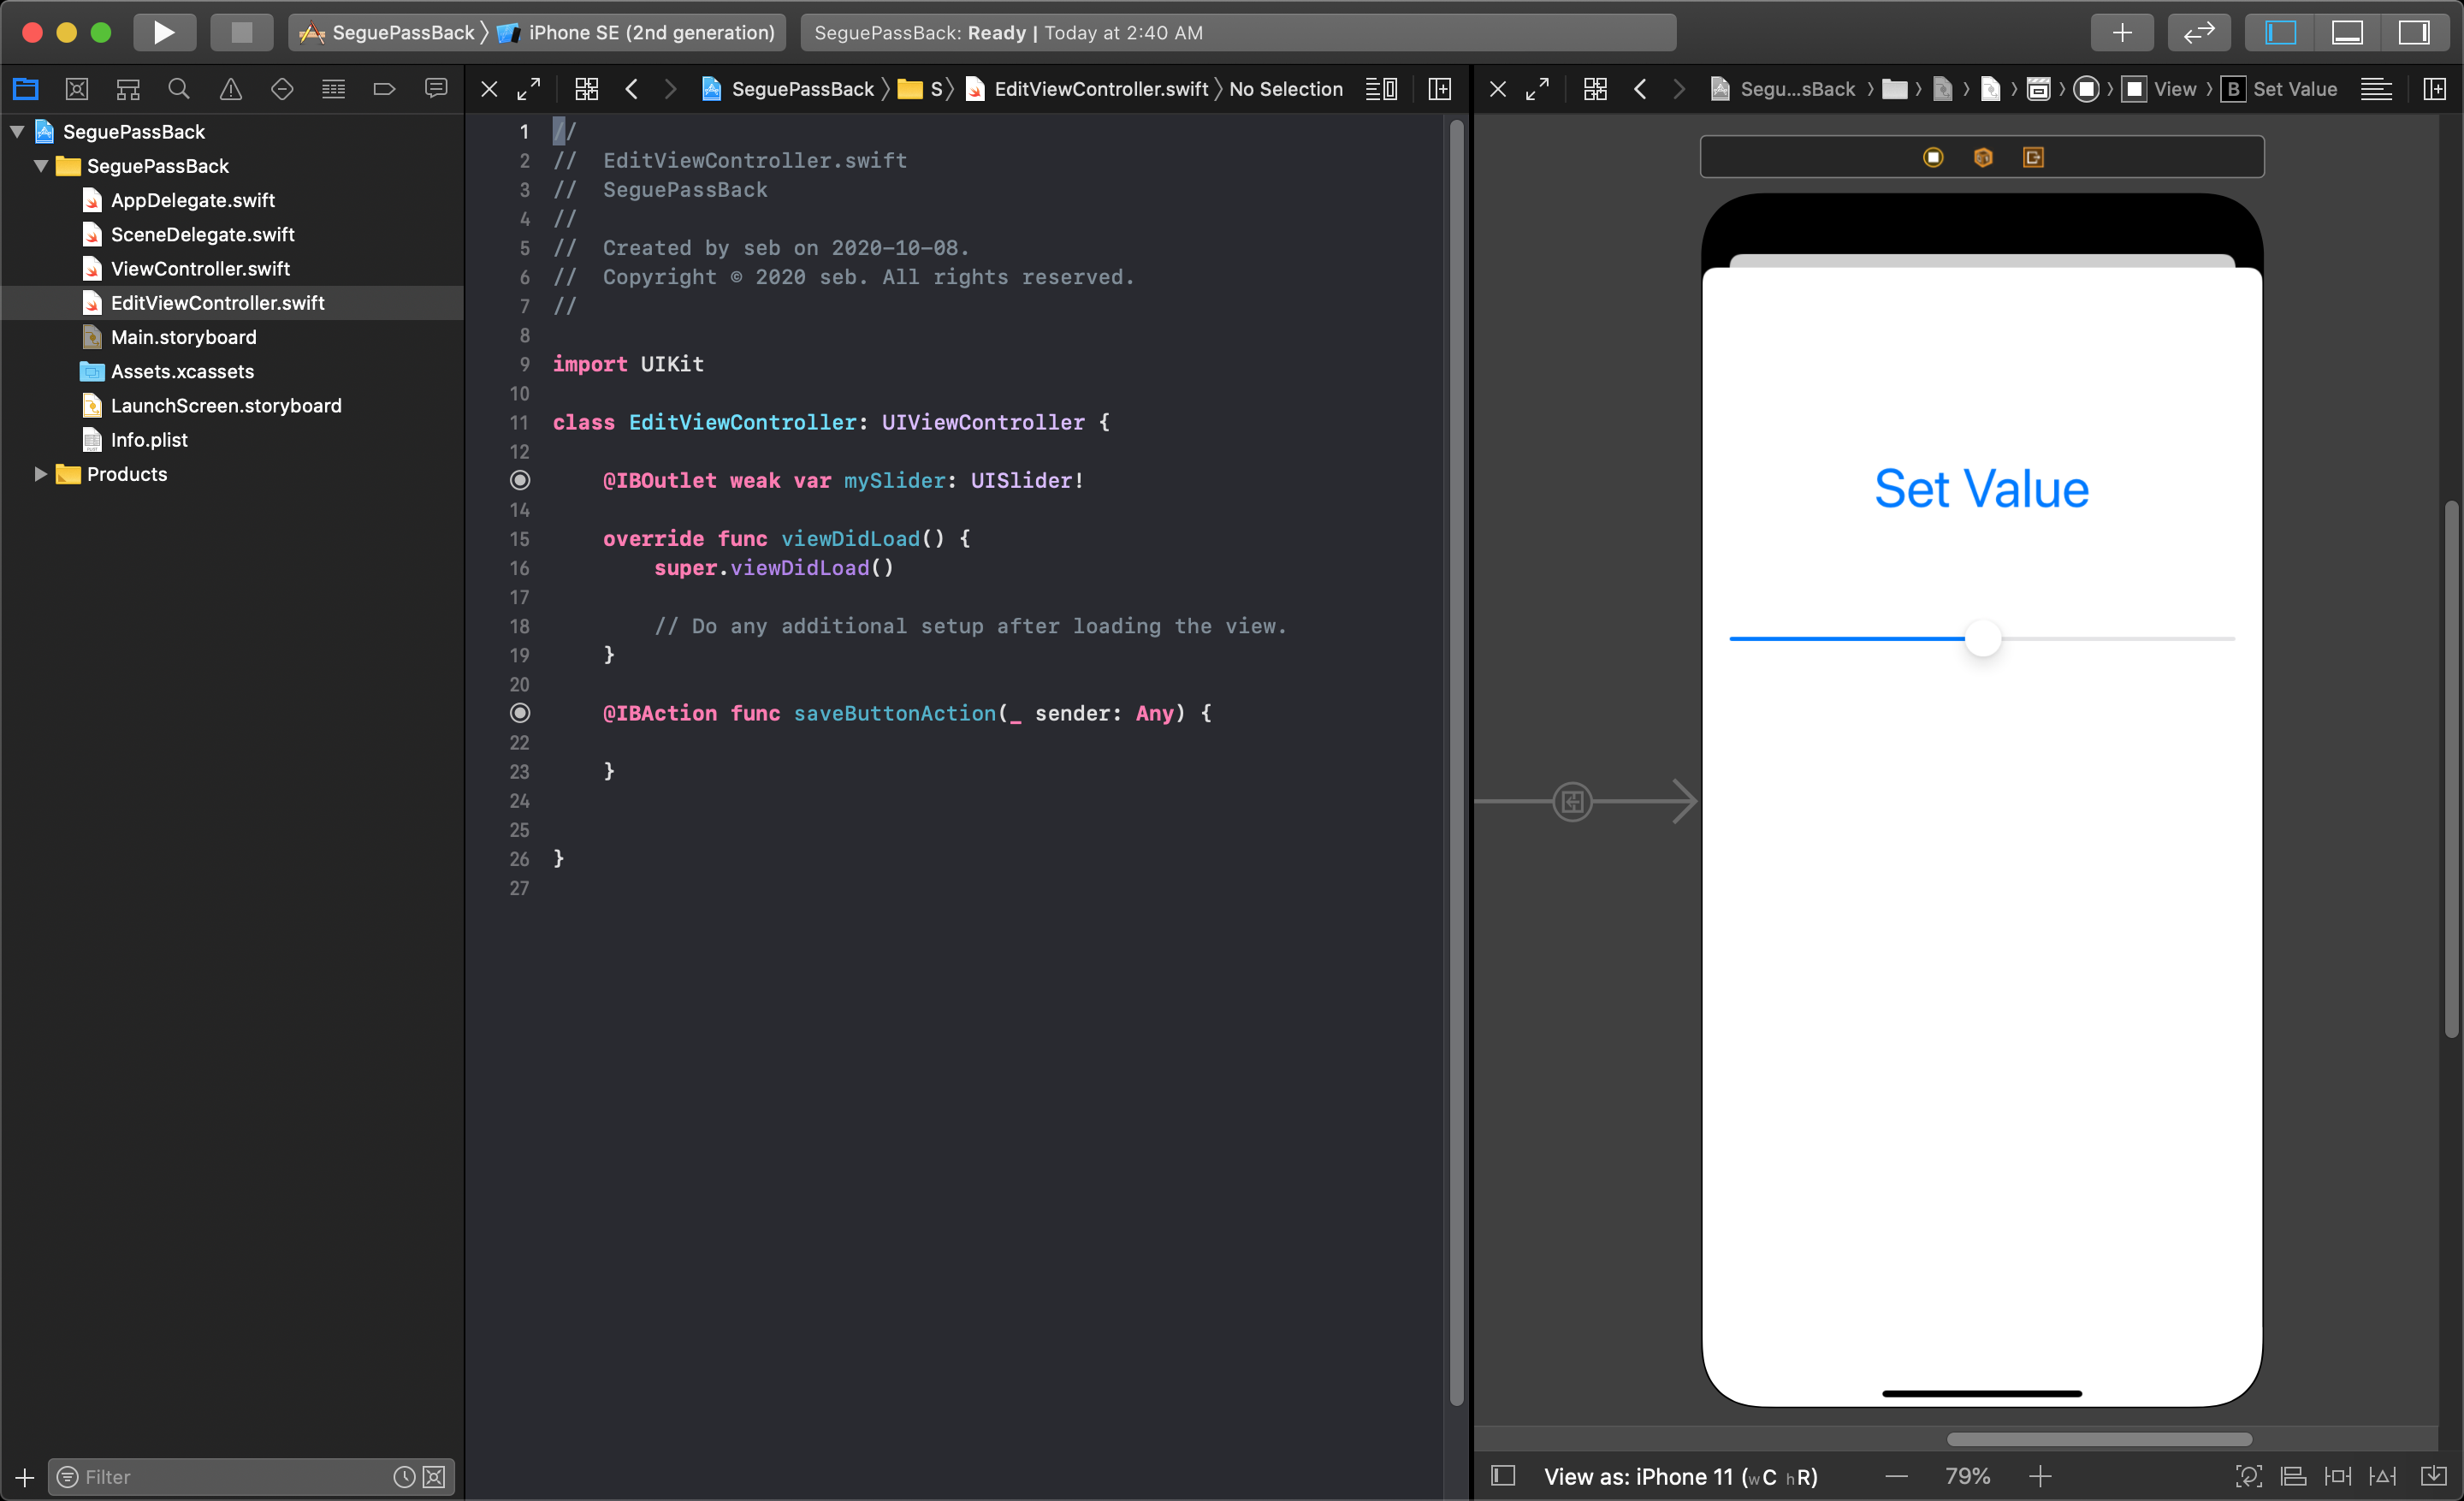 SeguePassBack 〉 iPhone SE (2nd generation)
SeguePassBack: Ready | Today at 2:40 AM
SeguePassBack 〉 S 〉 EditViewController.swift 〉 No Selection
Segu...sBack 〉 〉 〉 〉 〉 〉 View 〉 B Set Value
SeguePassBack
SeguePassBack
AppDelegate.swift
SceneDelegate.swift
ViewController.swift
EditViewController.swift
Main.storyboard
Assets.xcassets
LaunchScreen.storyboard
Info.plist
Products
1 //
2 //  EditViewController.swift
3 //  SeguePassBack
4 //
5 //  Created by seb on 2020-10-08.
6 //  Copyright © 2020 seb. All rights reserved.
7 //
8
9 import UIKit
10
11 class EditViewController: UIViewController {
12
@IBOutlet weak var mySlider: UISlider!
14
15 override func viewDidLoad() {
16 super.viewDidLoad()
17
18 // Do any additional setup after loading the view.
19 }
20
@IBAction func saveButtonAction(_ sender: Any) {
22
23 }
24
25
26 }
27
Set Value
Filter
View as: iPhone 11 (wC hR)
79%